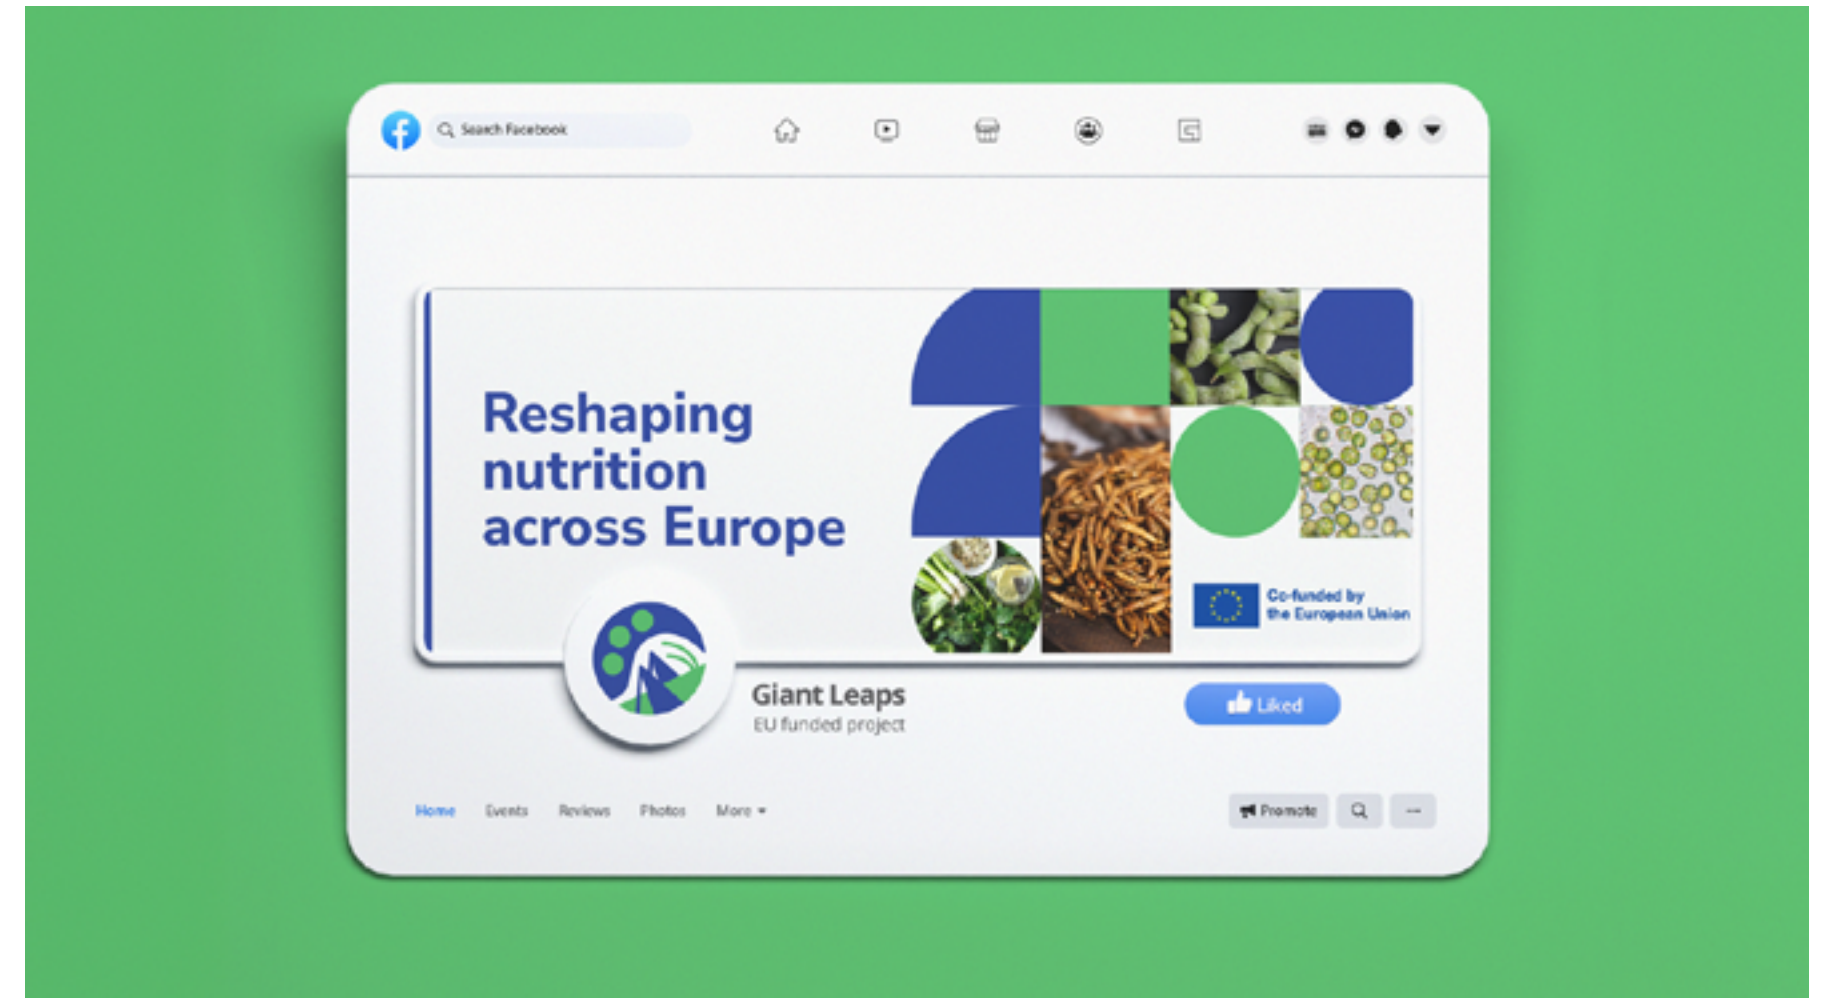 Search Facebook
Reshaping
nutrition
across Europe
Co-funded by
the European Union
Giant Leaps
EU funded project
Liked
Home Events Reviews Photos More
Promote